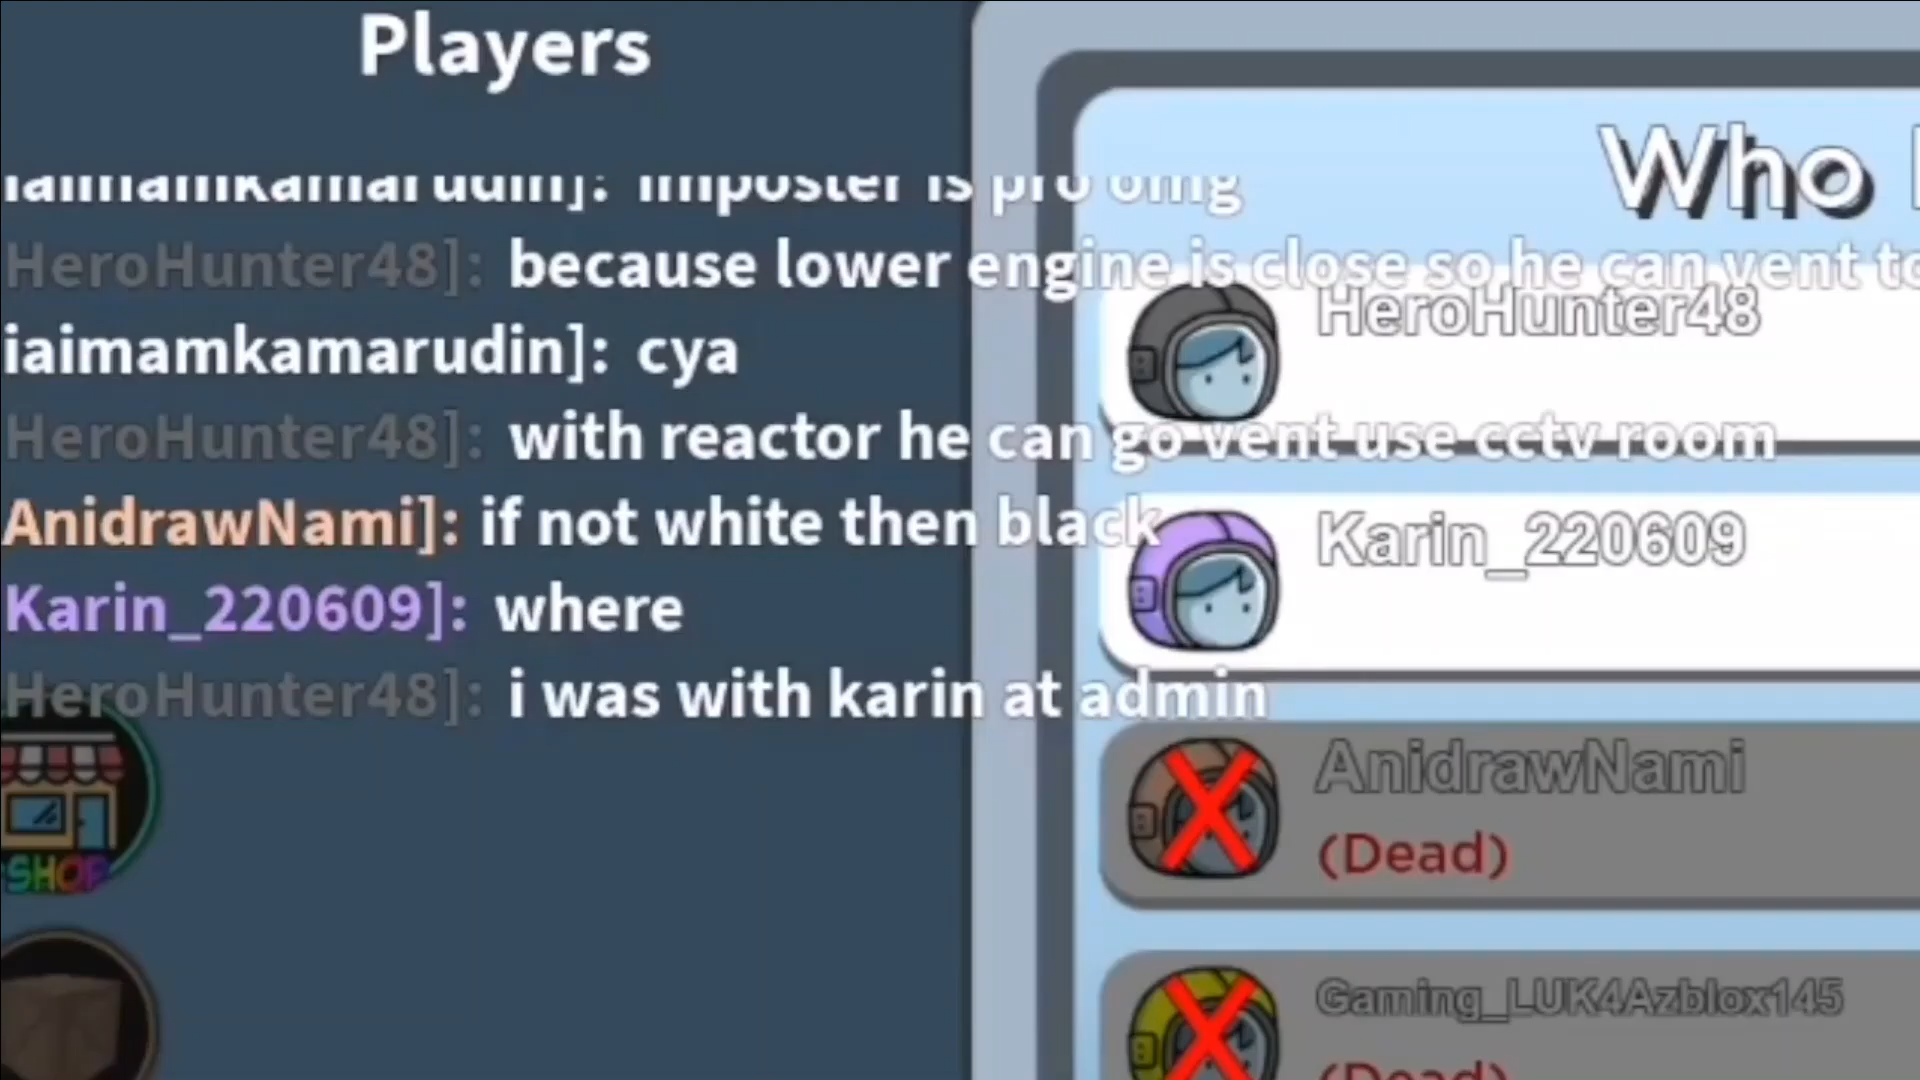 Players
iaimamkamarudin]: imposter is pro omg
Who
HeroHunter48]: because lower engine is close so he can vent to
HeroHunter48
iaimamkamarudin]: cya
HeroHunter48]: with reactor he can go vent use cctv room
AnidrawNami]: if not white then black
Karin_220609
Karin_220609]: where
HeroHunter48]: i was with karin at admin
AnidrawNami
(Dead)
SHOP
Gaming_LUK4Azblox145
(Dead)